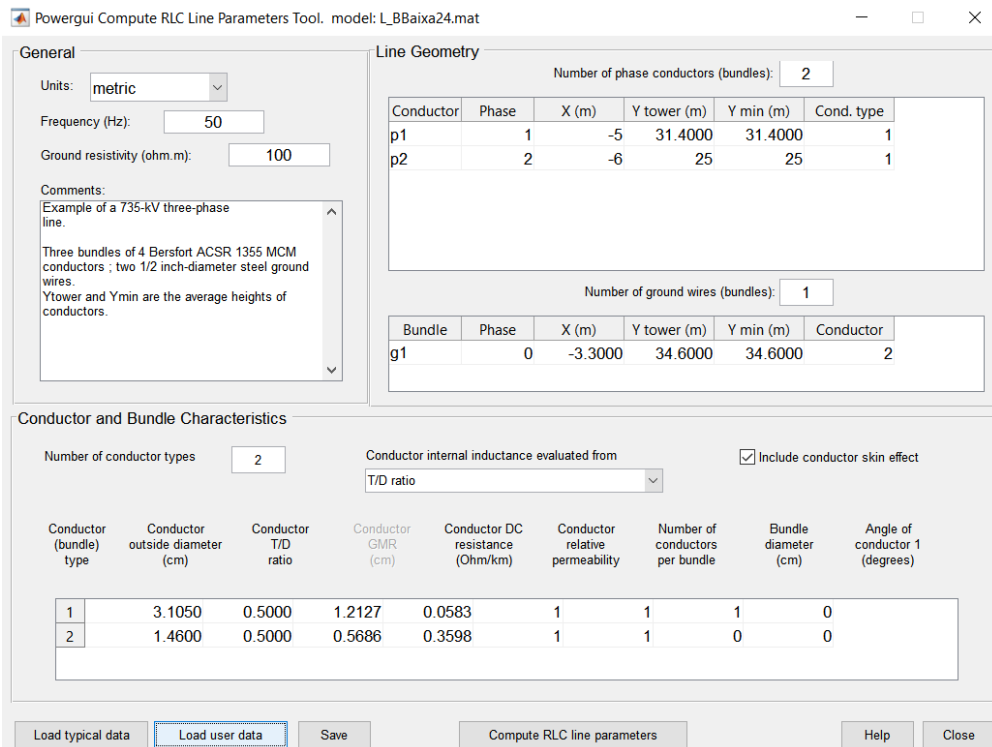 Powergui Compute RLC Line Parameters Tool. model: L_BBaixa24.mat
General
Units: metric
Frequency (Hz): 50
Ground resistivity (ohm.m): 100
Comments:
Example of a 735-kV three-phase
line.
Three bundles of 4 Bersfort ACSR 1355 MCM
conductors ; two 1/2 inch-diameter steel ground
wires.
Ytower and Ymin are the average heights of
conductors.
Line Geometry
Number of phase conductors (bundles): 2
Conductor Phase X (m) Y tower (m) Y min (m) Cond. type
p1 1 -5 31.4000 31.4000 1
p2 2 -6 25 25 1
Number of ground wires (bundles): 1
Bundle Phase X (m) Y tower (m) Y min (m) Conductor
g1 0 -3.3000 34.6000 34.6000 2
Conductor and Bundle Characteristics
Number of conductor types 2
Conductor internal inductance evaluated from
T/D ratio
Include conductor skin effect
Conductor Conductor Conductor Conductor Conductor DC Conductor Number of Bundle Angle of
(bundle) outside diameter T/D GMR resistance relative conductors diameter conductor 1
type (cm) ratio (cm) (Ohm/km) permeability per bundle (cm) (degrees)
1 3.1050 0.5000 1.2127 0.0583 1 1 1 0
2 1.4600 0.5000 0.5686 0.3598 1 1 0 0
Load typical data Load user data Save Compute RLC line parameters Help Close